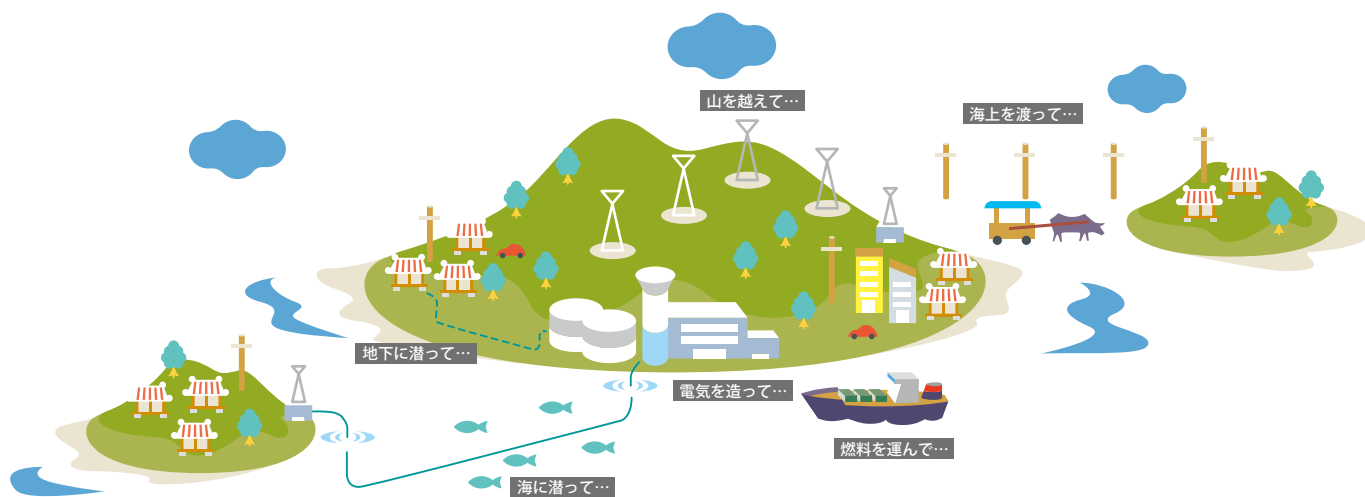 山を越えて…
海上を渡って…
地下に潜って…
電気を造って…
燃料を運んで…
海に潜って…